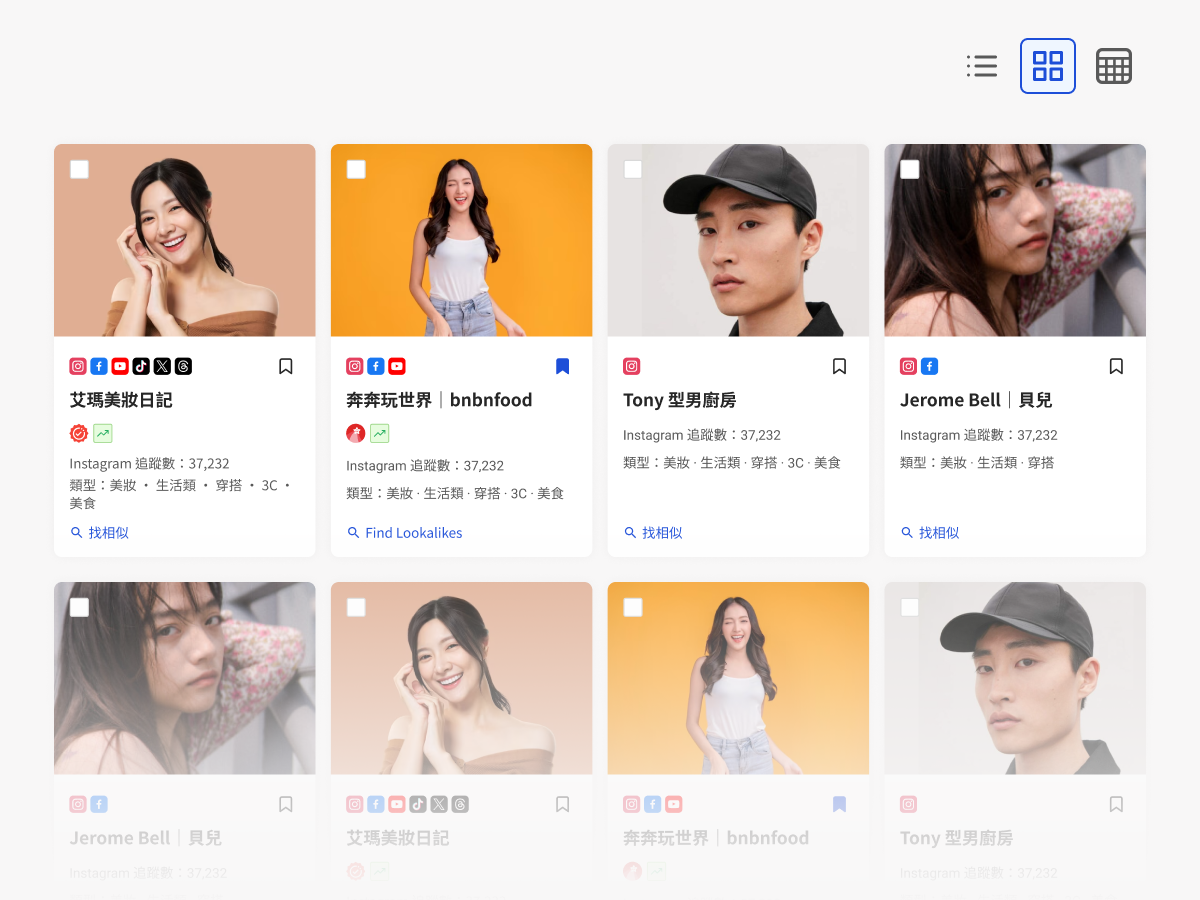 艾瑪美妝日記
Instagram 追蹤數：37,232
類型：美妝 ・ 生活類 ・ 穿搭 ・ 3C ・
美食
找相似
奔奔玩世界｜bnbnfood
Instagram 追蹤數：37,232
類型：美妝 · 生活類 · 穿搭 · 3C · 美食
Find Lookalikes
Tony 型男廚房
Instagram 追蹤數：37,232
類型：美妝 · 生活類 · 穿搭 · 3C · 美食
找相似
Jerome Bell｜貝兒
Instagram 追蹤數：37,232
類型：美妝 · 生活類 · 穿搭
找相似
Jerome Bell｜貝兒
Instagram 追蹤數：37,232
艾瑪美妝日記
奔奔玩世界｜bnbnfood
Tony 型男廚房
Instagram 追蹤數：37,232